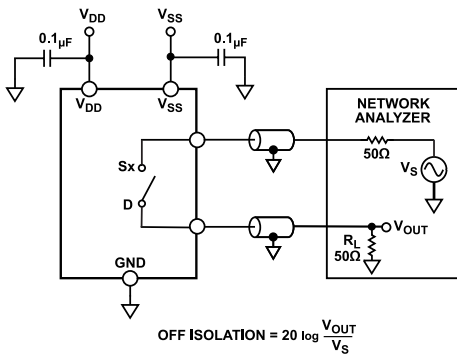 VDD
VSS
0.1µF
0.1µF
VDD
VSS
NETWORK
ANALYZER
Sx
50Ω
VS
D
VOUT
RL
50Ω
GND
OFF ISOLATION = 20 log VOUT
VS